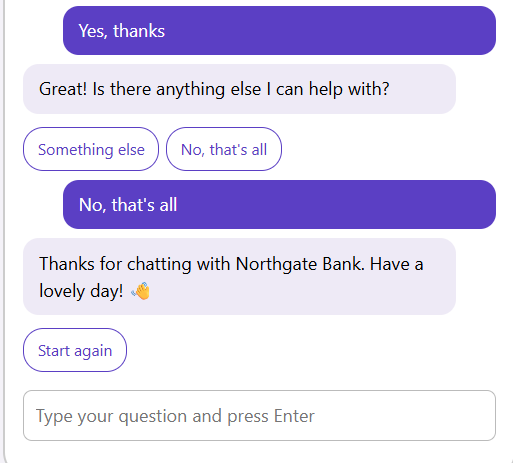 Yes, thanks
Great! Is there anything else I can help with?
Something else
No, that's all
No, that's all
Thanks for chatting with Northgate Bank. Have a
lovely day! 👋
Start again
Type your question and press Enter